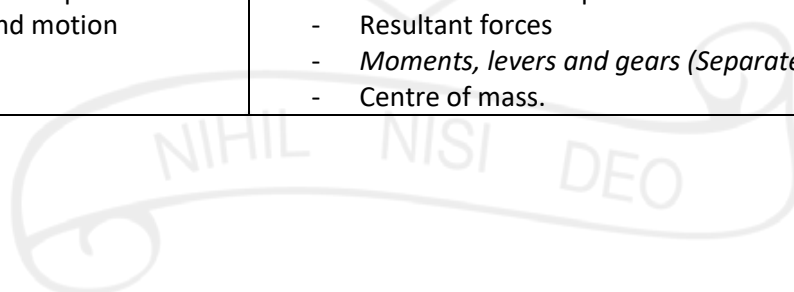 nd motion
- Resultant forces
- Moments, levers and gears (Separate
- Centre of mass.
NIHIL NISI DEO